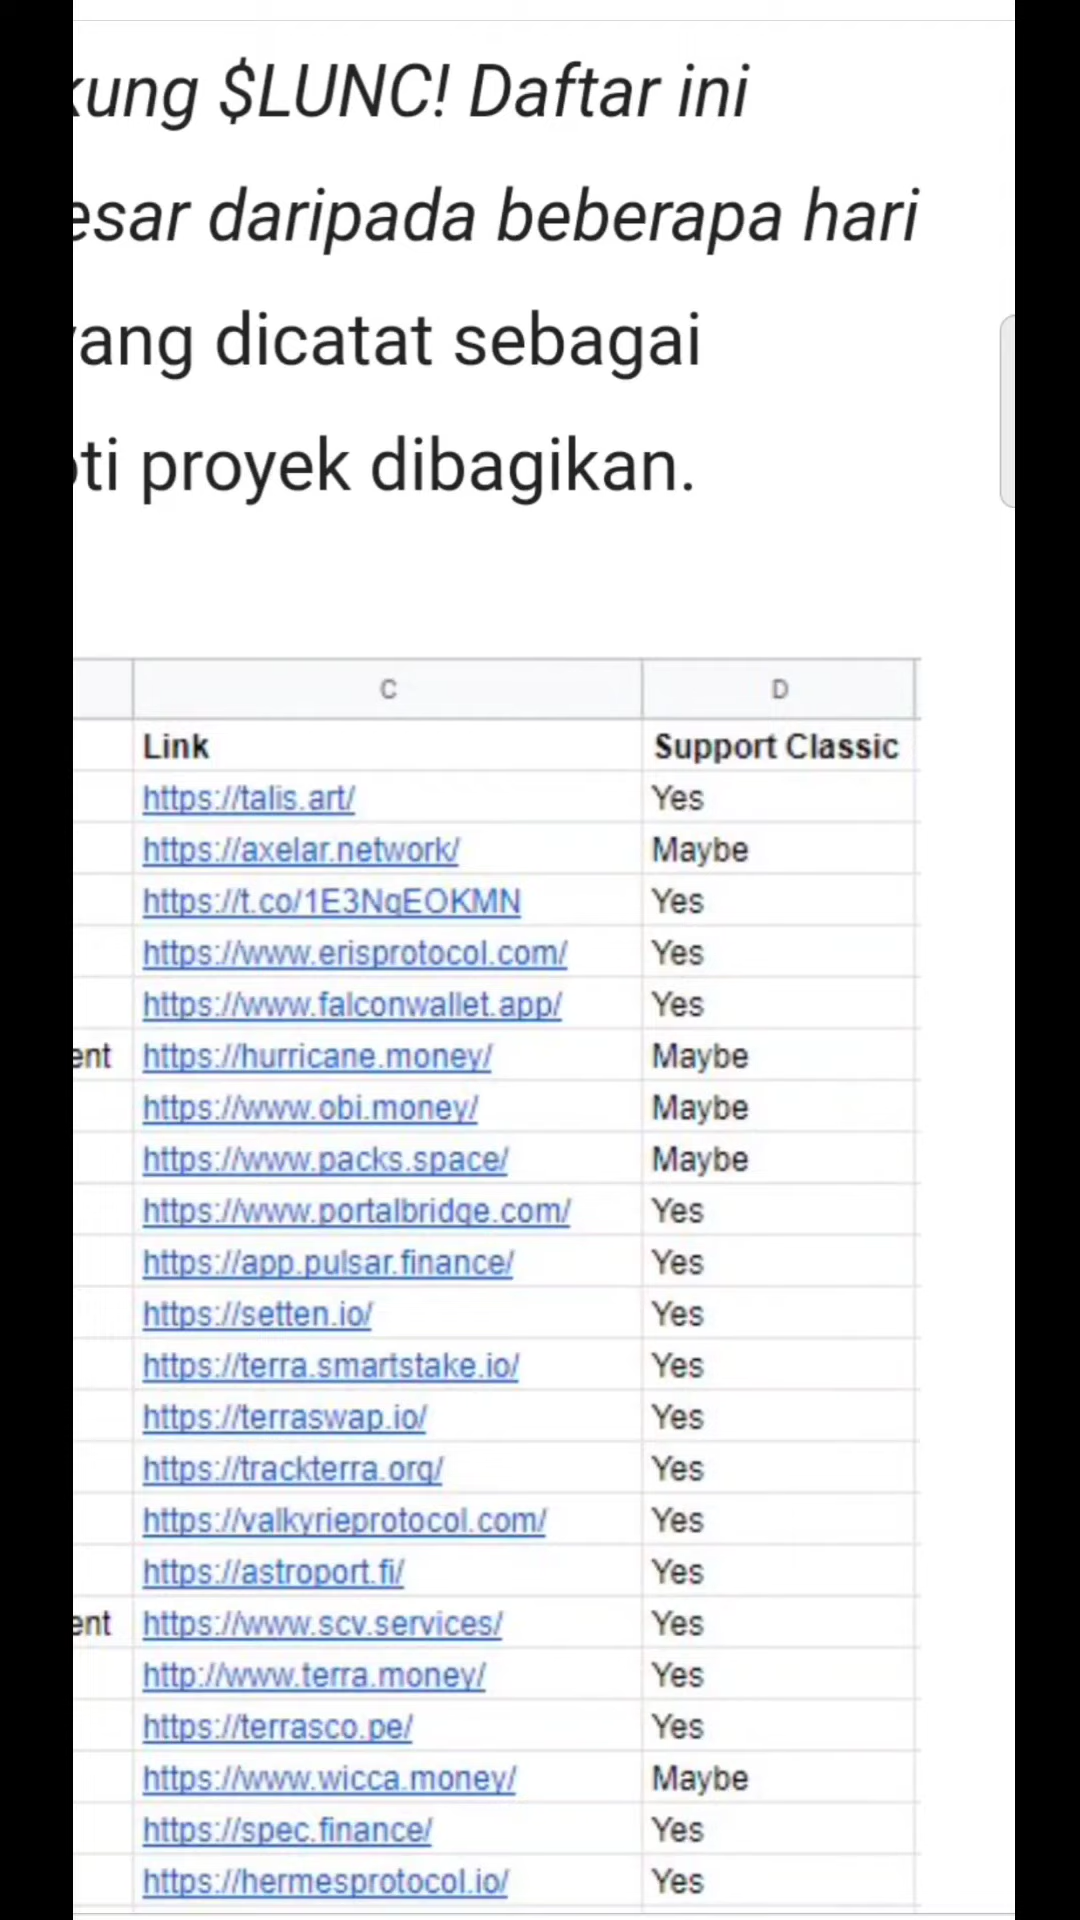 kung $LUNC! Daftar ini
esar daripada beberapa hari
yang dicatat sebagai
ti proyek dibagikan.
C D
Link Support Classic
https://talis.art/ Yes
https://axelar.network/ Maybe
https://t.co/1E3NqEOKMN Yes
https://www.erisprotocol.com/ Yes
https://www.falconwallet.app/ Yes
ent https://hurricane.money/ Maybe
https://www.obi.money/ Maybe
https://www.packs.space/ Maybe
https://www.portalbridge.com/ Yes
https://app.pulsar.finance/ Yes
https://setten.io/ Yes
https://terra.smartstake.io/ Yes
https://terraswap.io/ Yes
https://trackterra.org/ Yes
https://valkyrieprotocol.com/ Yes
https://astroport.fi/ Yes
ent https://www.scv.services/ Yes
http://www.terra.money/ Yes
https://terrasco.pe/ Yes
https://www.wicca.money/ Maybe
https://spec.finance/ Yes
https://hermesprotocol.io/ Yes